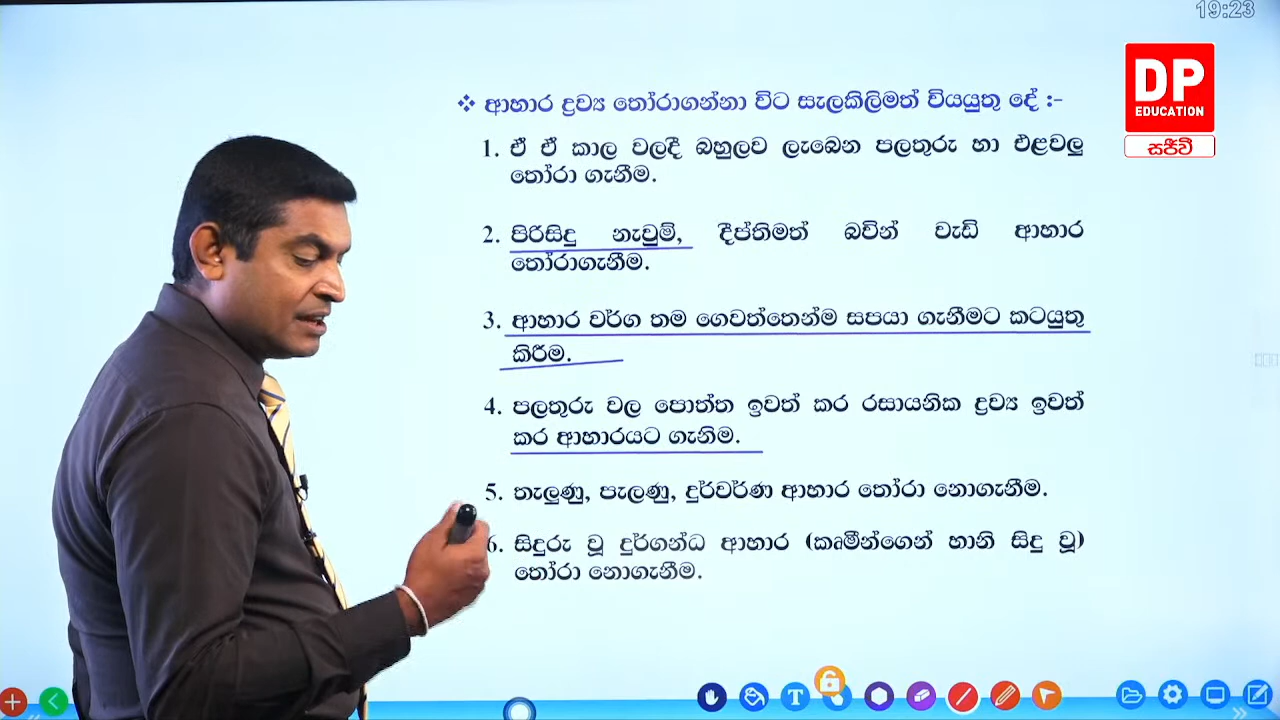 19:23
DP
EDUCATION
සජීවී
❖ ආහාර ද්‍රව්‍ය තෝරාගන්නා විට සැලකිලිමත් වියයුතු දේ :-
1. ඒ ඒ කාල වලදී බහුලව ලැබෙන පලතුරු හා එළවලු
තෝරා ගැනීම.
2. පිරිසිදු නැවුම්, දීප්තිමත් බවින් වැඩි ආහාර
තෝරාගැනීම.
3. ආහාර වර්ග තම ගෙවත්තෙන්ම සපයා ගැනීමට කටයුතු
කිරීම.
4. පලතුරු වල පොත්ත ඉවත් කර රසායනික ද්‍රව්‍ය ඉවත්
කර ආහාරයට ගැනිම.
5. තැලුණු, පැලණු, දුර්වර්ණ ආහාර තෝරා නොගැනීම.
6. සිදුරු වූ දුර්ගන්ධ ආහාර (කෘමීන්ගෙන් හානි සිදු වූ)
තෝරා නොගැනීම.